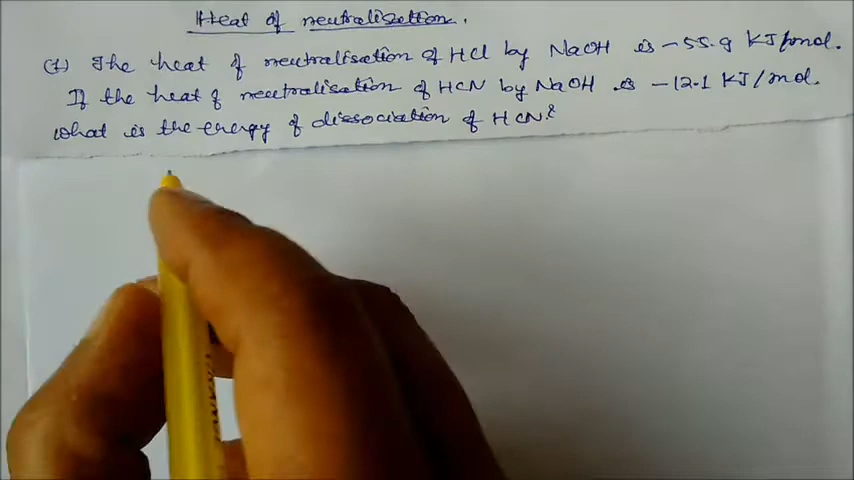 Heat of neutralisation.
(1) The heat of neutralisation of HCl by NaOH is -55.9 KJ/mol.
If the heat of neutralisation of HCN by NaOH is -12.1 KJ/mol.
What is the energy of dissociation of HCN?